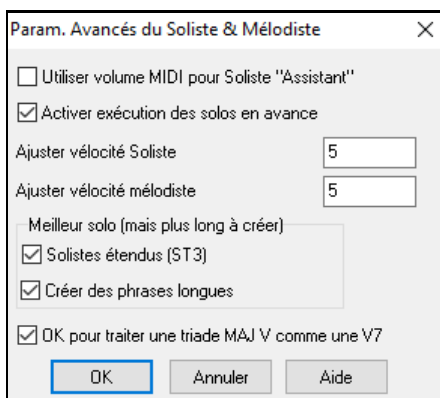 Param. Avancés du Soliste & Mélodiste
Utiliser volume MIDI pour Soliste "Assistant"
Activer exécution des solos en avance
Ajuster vélocité Soliste 5
Ajuster vélocité mélodiste 5
Meilleur solo (mais plus long à créer)
Solistes étendus (ST3)
Créer des phrases longues
OK pour traiter une triade MAJ V comme une V7
OK Annuler Aide